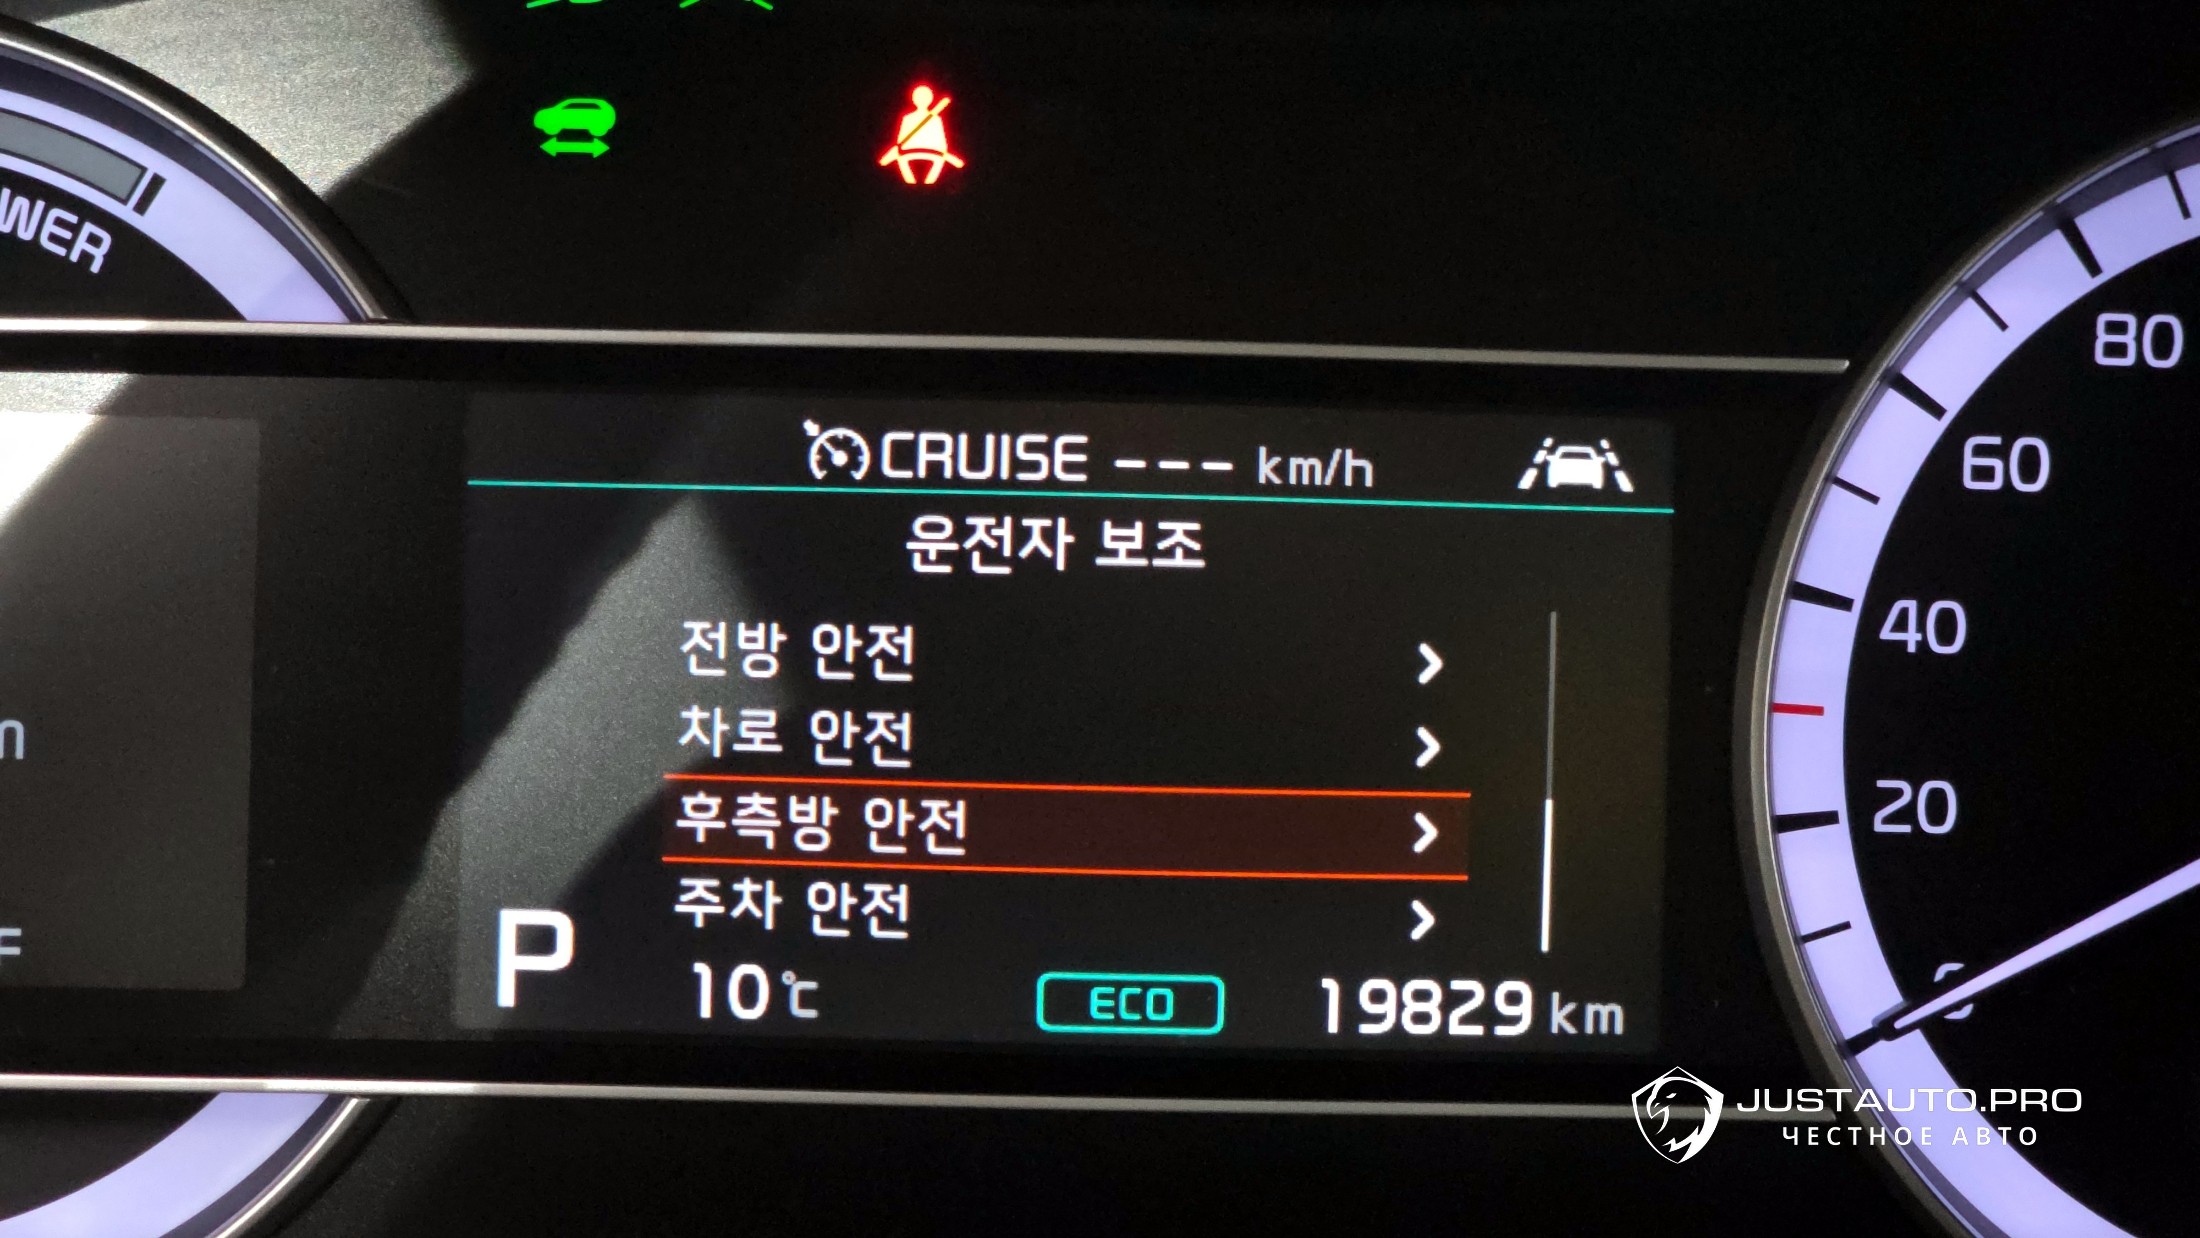 WER
CRUISE --- km/h
운전자 보조
전방 안전
차로 안전
후측방 안전
주차 안전
P
10℃
ECO
19829 km
80
60
40
20
0
JUSTAUTO.PRO
ЧЕСТНОЕ АВТО